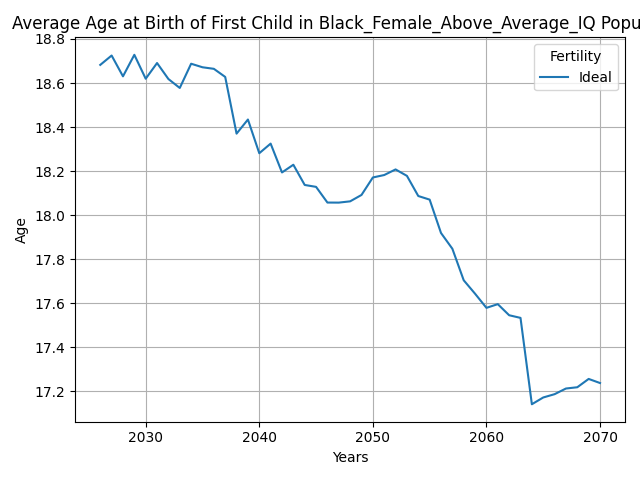 Average Age at Birth of First Child in Black_Female_Above_Average_IQ Popu
18.8
18.6
18.4
18.2
18.0
17.8
17.6
17.4
17.2
Age
Fertility
Ideal
2030 2040 2050 2060 2070
Years